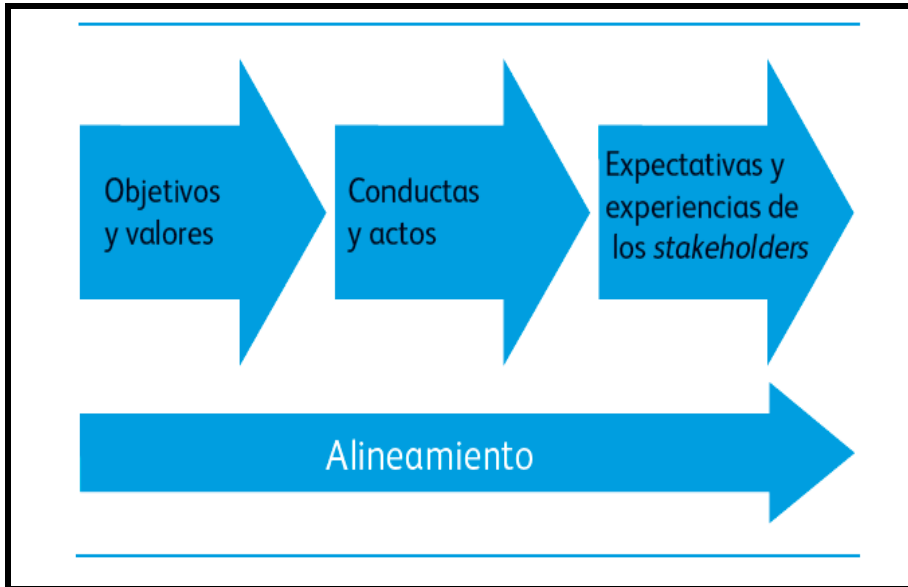 Objetivos
y valores
Conductas
y actos
Expectativas y
experiencias de
los stakeholders
Alineamiento